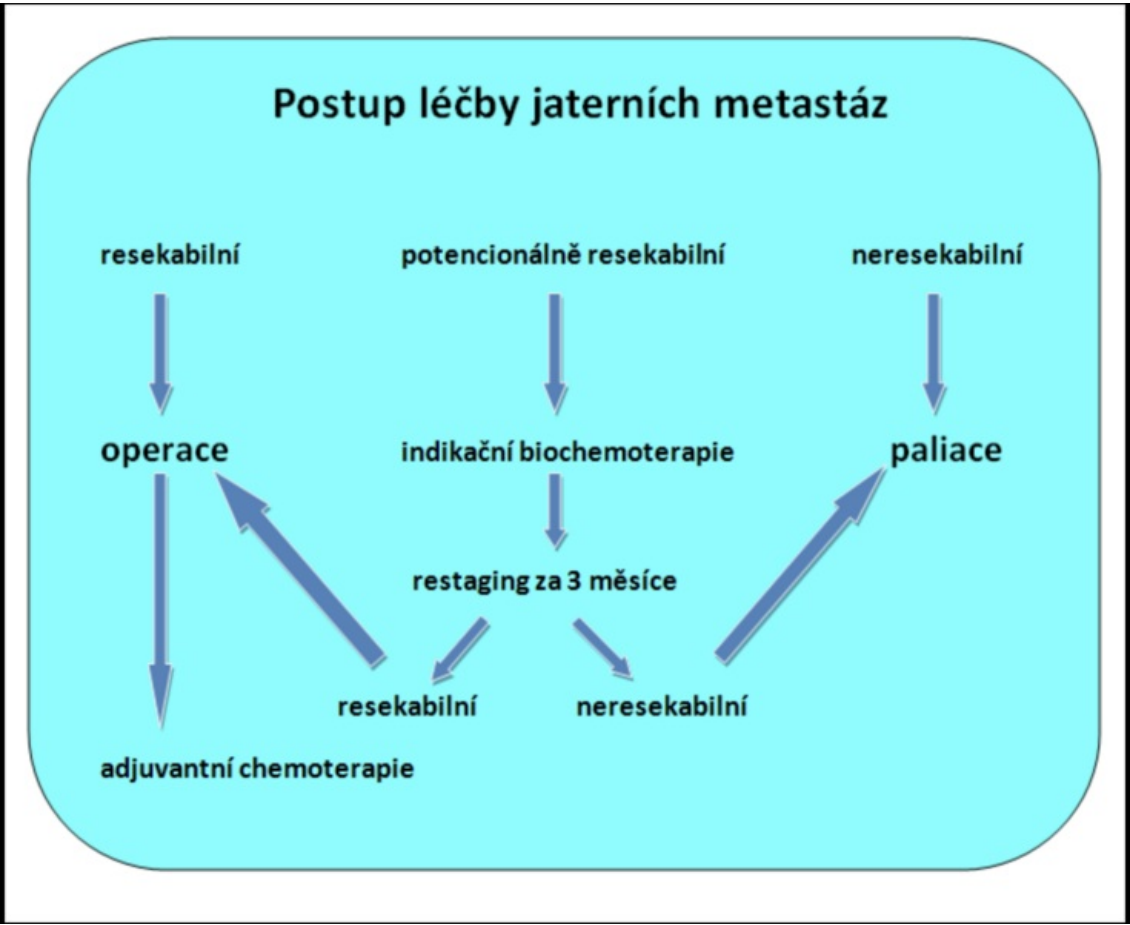 Postup léčby jaterních metastáz
resekabilní
potencionálně resekabilní
neresekabilní
operace
indikační biochemoterapie
paliace
restaging za 3 měsíce
resekabilní
neresekabilní
adjuvantní chemoterapie